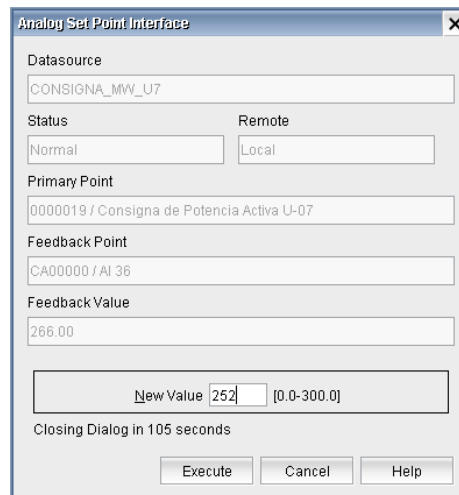 Analog Set Point Interface
Datasource
CONSIGNA_MW_U7
Status Remote
Normal Local
Primary Point
0000019 / Consigna de Potencia Activa U-07
Feedback Point
CA00000 / AI 36
Feedback Value
266.00
New Value 252 [0.0-300.0]
Closing Dialog in 105 seconds
Execute Cancel Help